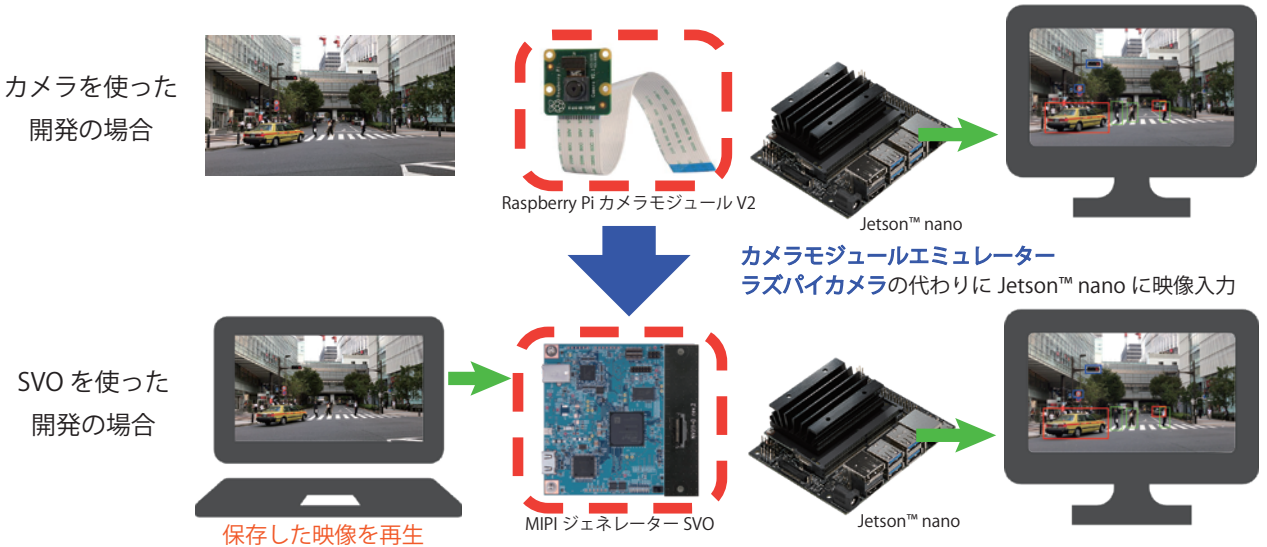 カメラを使った
開発の場合
Raspberry Pi カメラモジュール V2
Jetson™ nano
カメラモジュールエミュレーター
ラズパイカメラの代わりに Jetson™ nano に映像入力
SVO を使った
開発の場合
保存した映像を再生
MIPI ジェネレーター SVO
Jetson™ nano